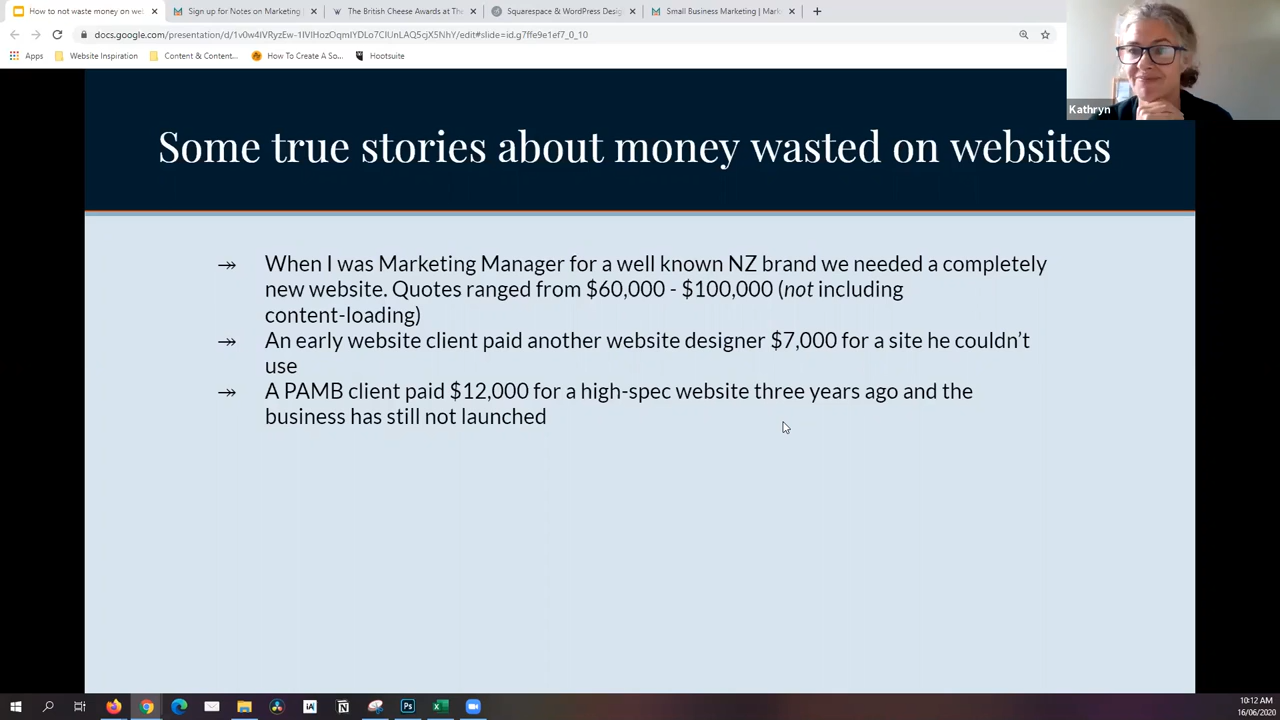 How to not waste money on web
Sign up for Notes on Marketing
The British Cheese Awards at The
Squarespace & WordPress Desig
Small Business Marketing | Mark
docs.google.com/presentation/d/
/edit#slide=id.g7ffe9e1ef7_0_10
Apps
Website Inspiration
Content & Content...
How To Create A So...
Hootsuite
Kathryn
Some true stories about money wasted on websites
When I was Marketing Manager for a well known NZ brand we needed a completely
new website. Quotes ranged from $60,000 - $100,000 (not including
content-loading)
An early website client paid another website designer $7,000 for a site he couldn't
use
A PAMB client paid $12,000 for a high-spec website three years ago and the
business has still not launched
10:12 AM
16/06/2020